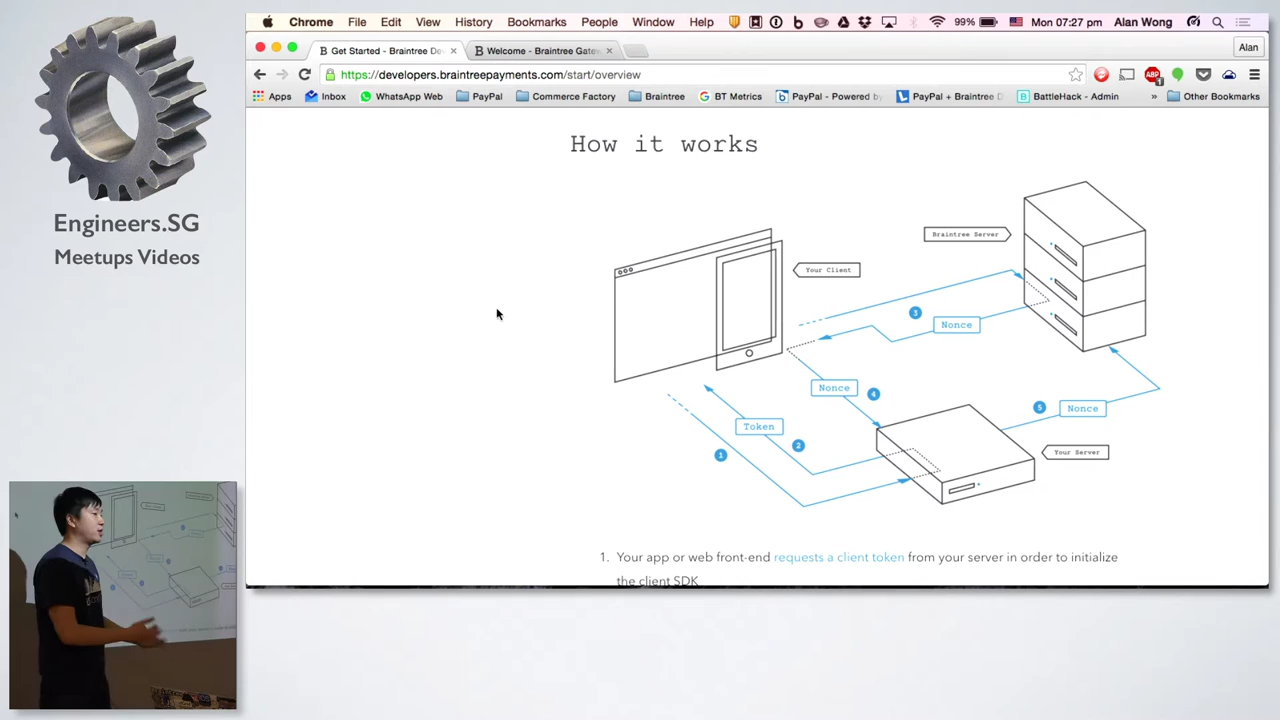 Engineers.SG
Meetups Videos
Chrome File Edit View History Bookmarks People Window Help 99% Mon 07:27 pm Alan Wong
Get Started - Braintree De
Welcome - Braintree Gate
Alan
https://developers.braintreepayments.com/start/overview
Apps Inbox WhatsApp Web PayPal Commerce Factory Braintree BT Metrics PayPal - Powered by PayPal + Braintree D BattleHack - Admin » Other Bookmarks
How it works
Braintree Server
Your Client
3
Nonce
Nonce
4
5
Nonce
Token
2
1
Your Server
1. Your app or web front-end requests a client token from your server in order to initialize
the client SDK